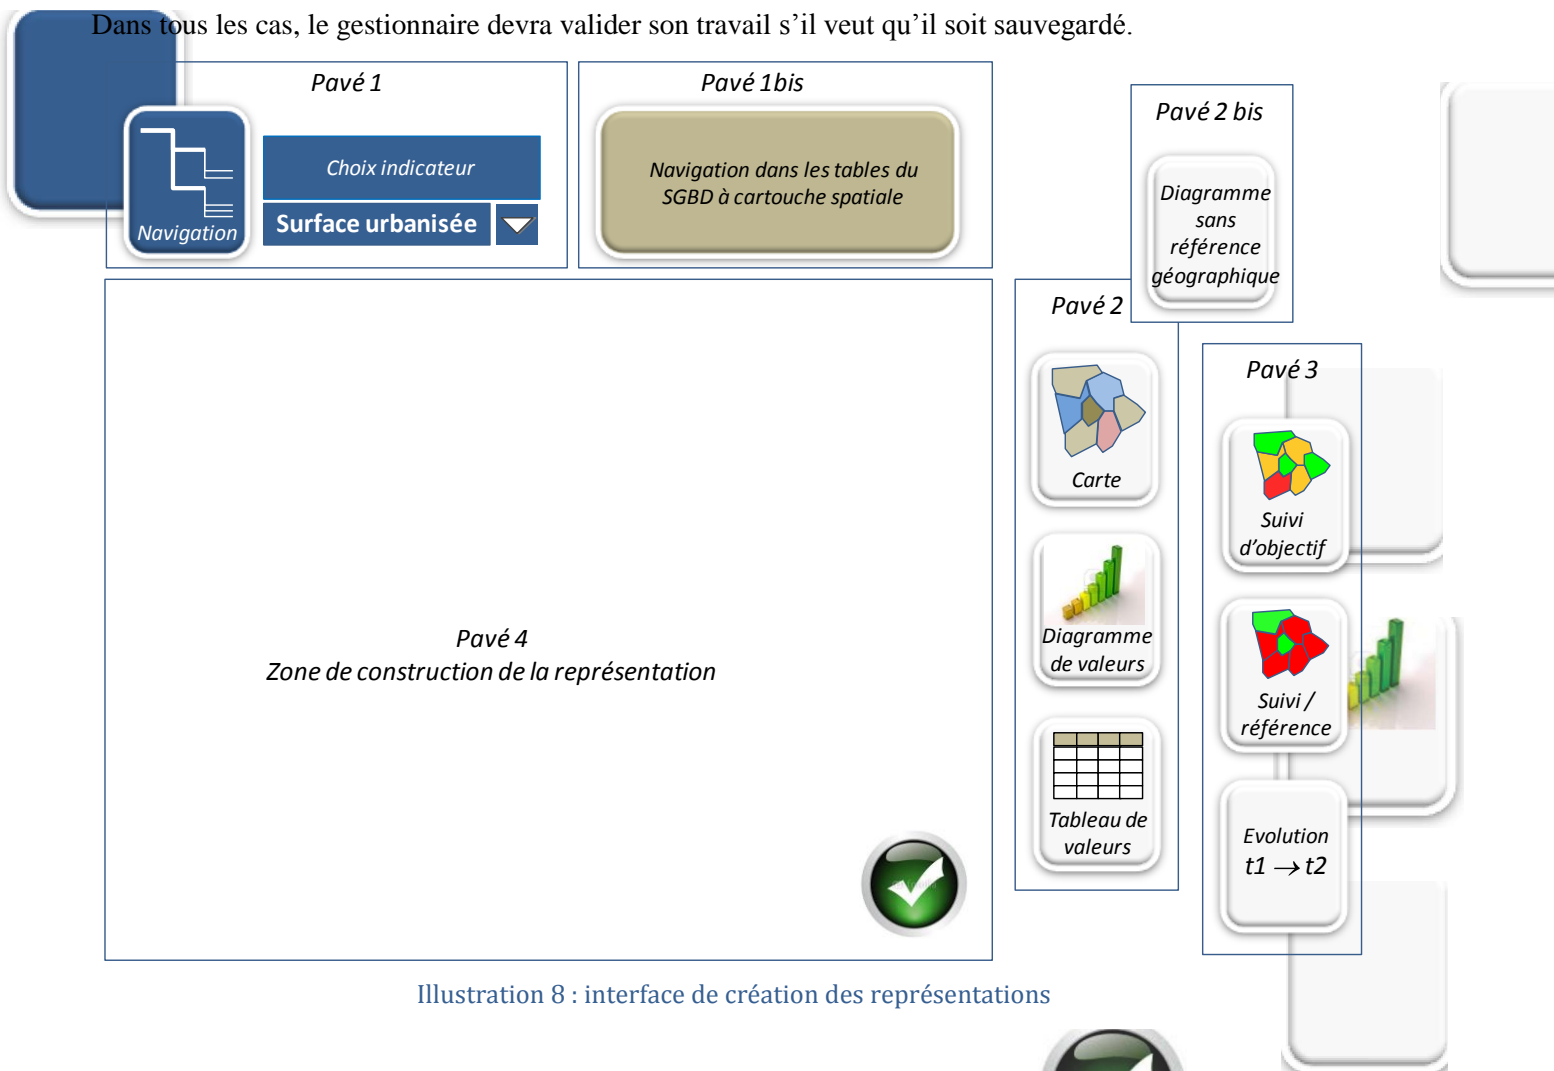 Dans tous les cas, le gestionnaire devra valider son travail s’il veut qu’il soit sauvegardé.
Pavé 1
Navigation
Choix indicateur
Surface urbanisée
Pavé 1bis
Navigation dans les tables du
SGBD à cartouche spatiale
Pavé 2 bis
Diagramme
sans
référence
géographique
Pavé 2
Carte
Diagramme
de valeurs
Tableau de
valeurs
Pavé 3
Suivi
d’objectif
Suivi /
référence
Evolution
t1 → t2
Pavé 4
Zone de construction de la représentation
Illustration 8 : interface de création des représentations